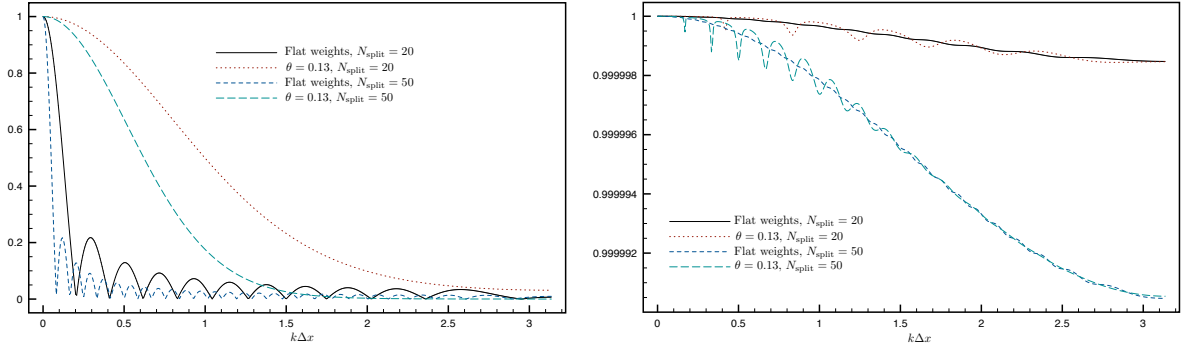 1
0.8
0.6
0.4
0.2
0
0
0.5
1
1.5
2
2.5
3
kΔx
Flat weights, N_split = 20
θ = 0.13, N_split = 20
Flat weights, N_split = 50
θ = 0.13, N_split = 50
1
0.999998
0.999996
0.999994
0.999992
Flat weights, N_split = 20
θ = 0.13, N_split = 20
Flat weights, N_split = 50
θ = 0.13, N_split = 50
0
0.5
1
1.5
2
2.5
3
kΔx